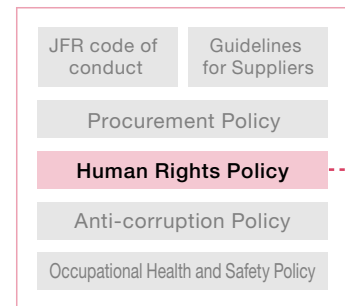 JFR code of
conduct
Guidelines
for Suppliers
Procurement Policy
Human Rights Policy
Anti-corruption Policy
Occupational Health and Safety Policy